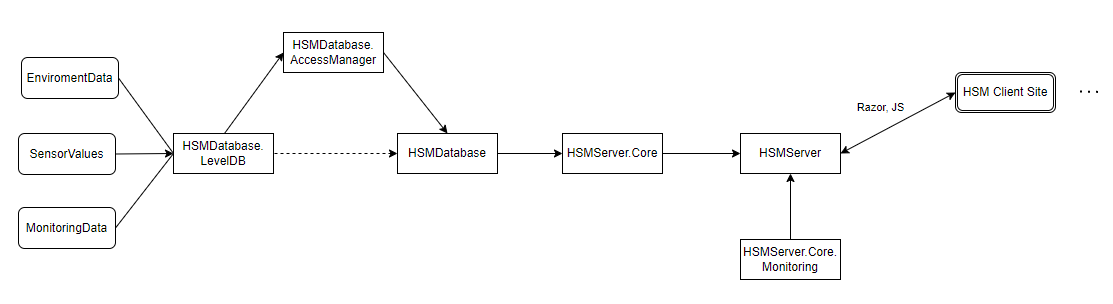 HSMDatabase.
AccessManager
EnviromentData
HSM Client Site
...
Razor, JS
SensorValues
HSMDatabase.
LevelDB
HSMDatabase
HSMServer.Core
HSMServer
MonitoringData
HSMServer.Core.
Monitoring